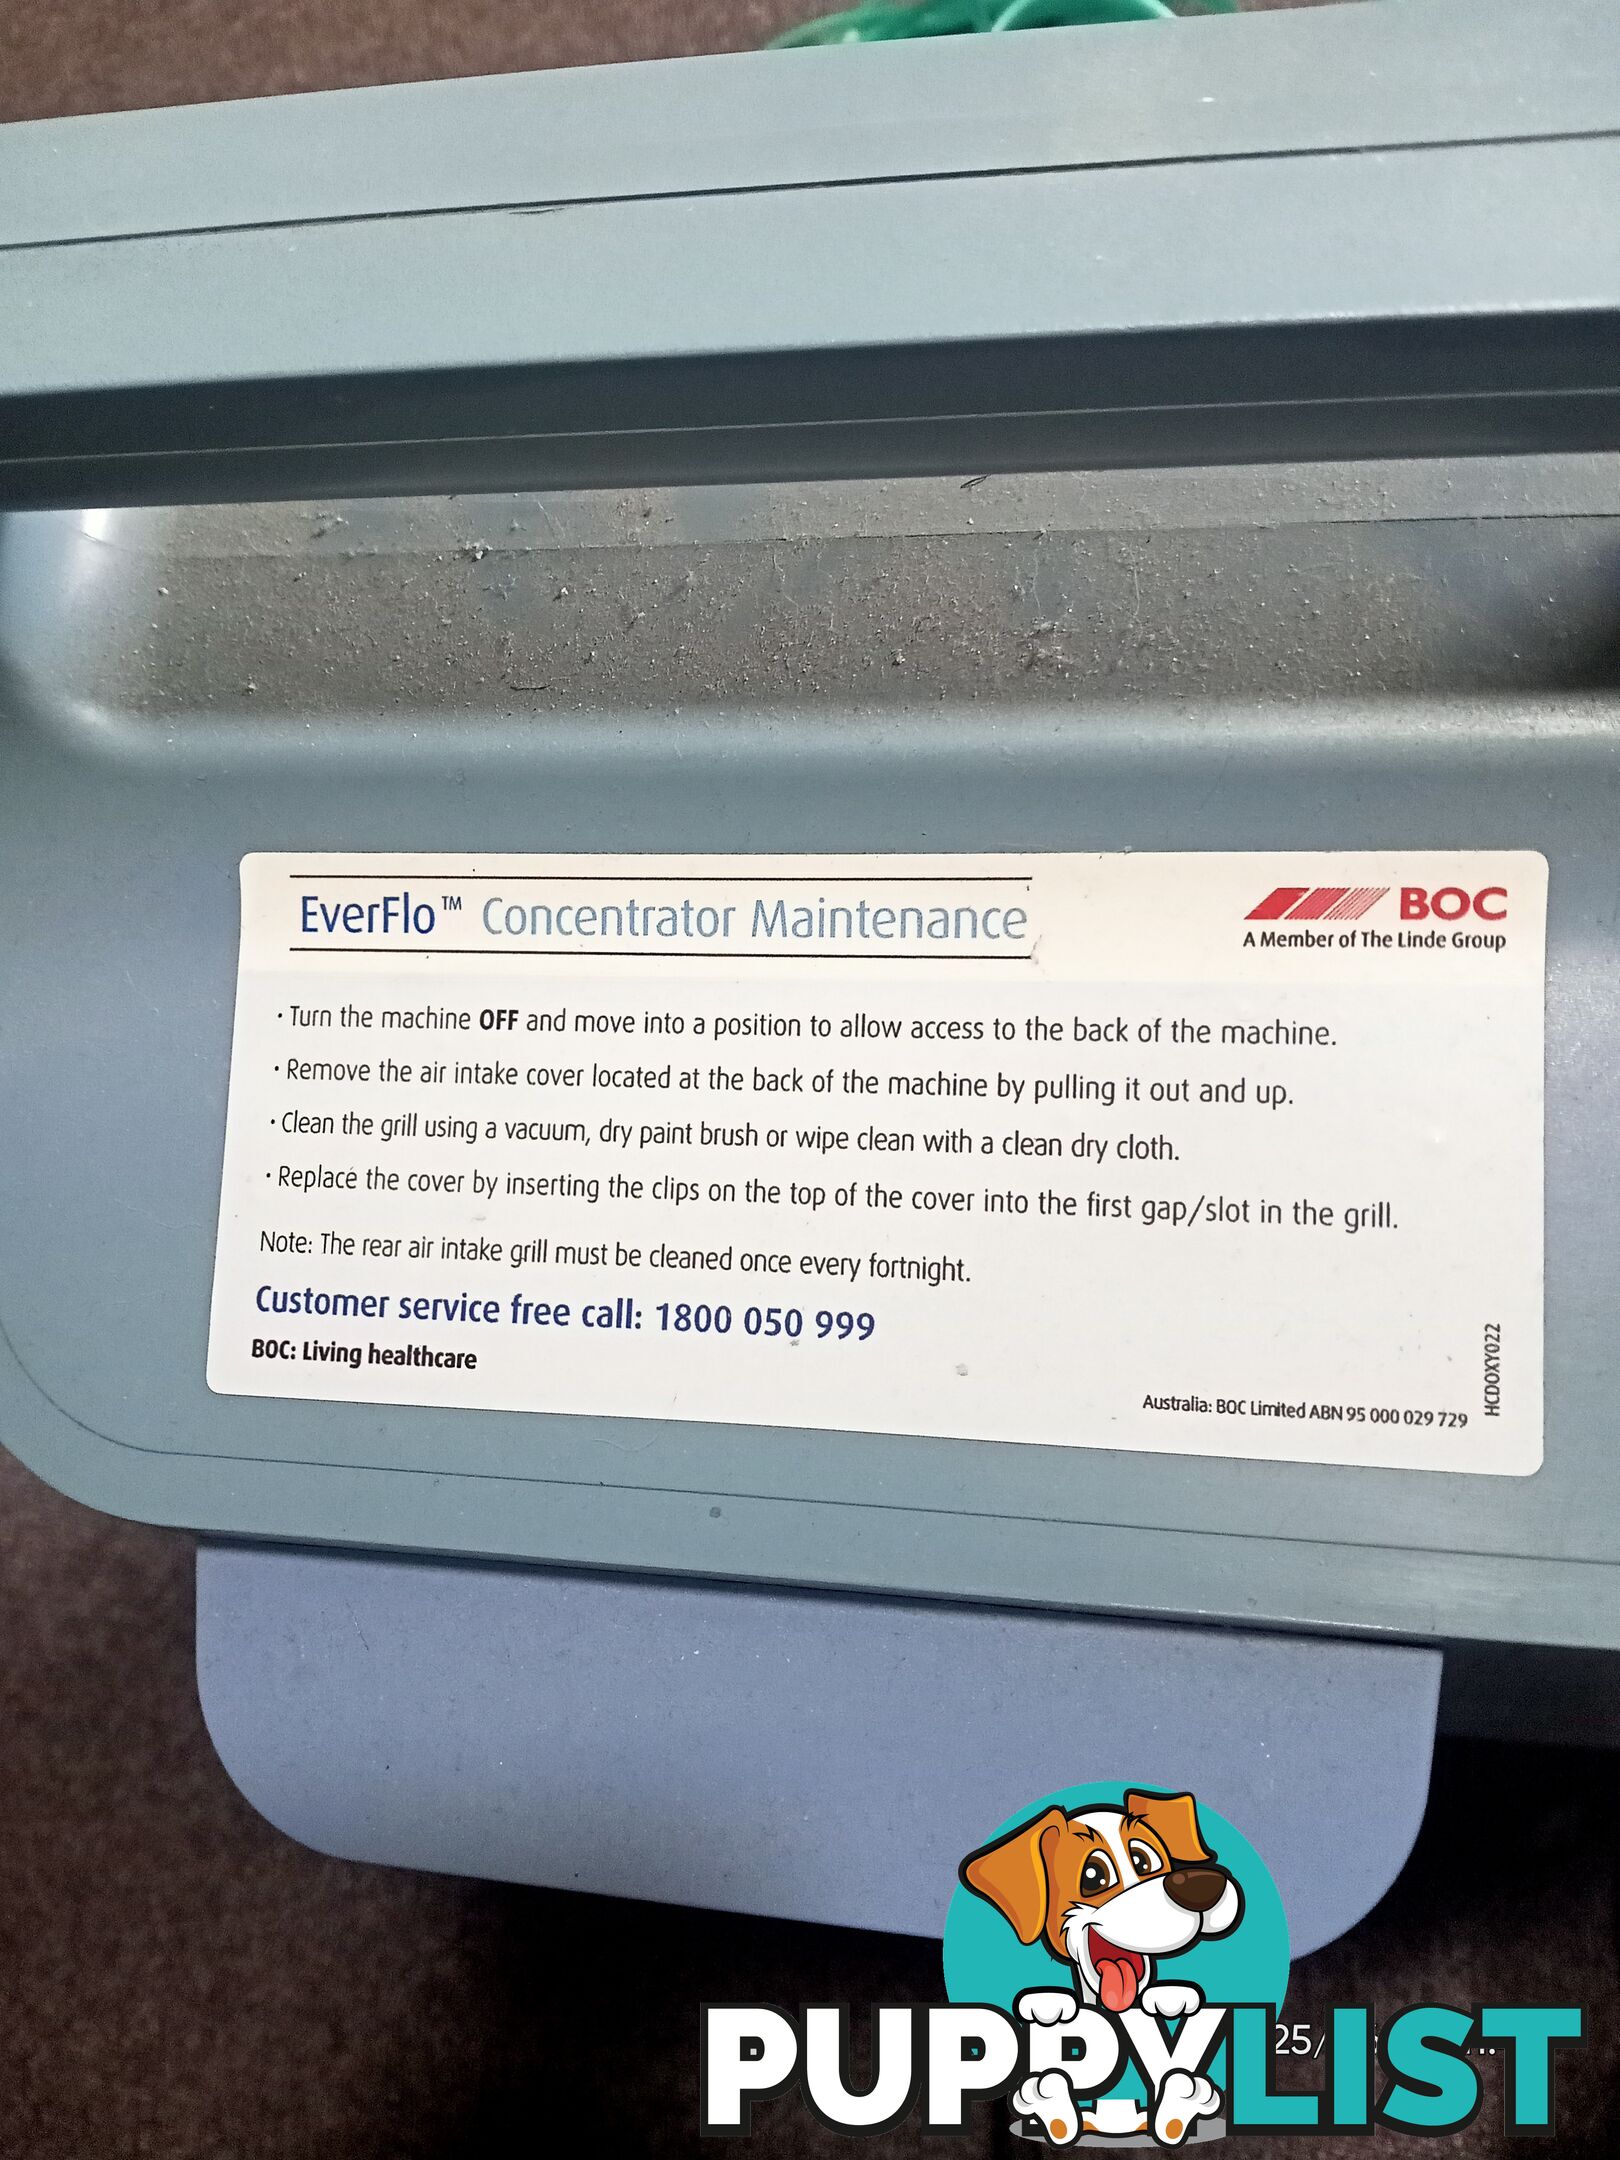 EverFlo™ Concentrator Maintenance
BOC
A Member of The Linde Group
· Turn the machine OFF and move into a position to allow access to the back of the machine.
· Remove the air intake cover located at the back of the machine by pulling it out and up.
· Clean the grill using a vacuum, dry paint brush or wipe clean with a clean dry cloth.
· Replace the cover by inserting the clips on the top of the cover into the first gap/slot in the grill.
Note: The rear air intake grill must be cleaned once every fortnight.
Customer service free call: 1800 050 999
BOC: Living healthcare
Australia: BOC Limited ABN 95 000 029 729
HCDOXY022
PUPPYLIST
25/